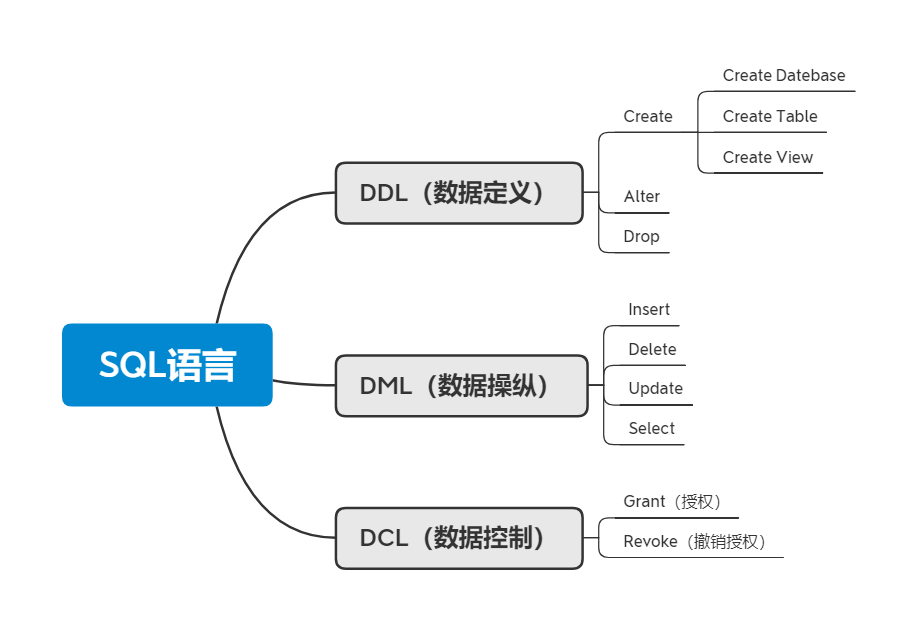 SQL语言
DDL（数据定义）
Create
Create Datebase
Create Table
Create View
Alter
Drop
DML（数据操纵）
Insert
Delete
Update
Select
DCL（数据控制）
Grant（授权）
Revoke（撤销授权）